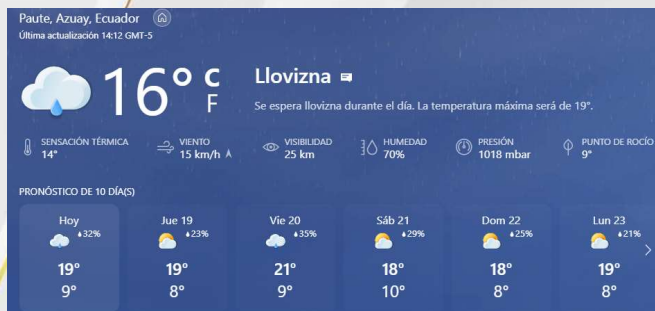 Paute, Azuay, Ecuador
Última actualización 14:12 GMT-5
16° C
F
Llovizna
Se espera llovizna durante el día. La temperatura máxima será de 19°.
SENSACIÓN TÉRMICA
14°
VIENTO
15 km/h
VISIBILIDAD
25 km
HUMEDAD
70%
PRESIÓN
1018 mbar
PUNTO DE ROCÍO
9°
PRONÓSTICO DE 10 DÍA(S)
Hoy
32%
19°
9°
Jue 19
23%
19°
8°
Vie 20
35%
21°
9°
Sáb 21
29%
18°
10°
Dom 22
25%
18°
8°
Lun 23
21%
19°
8°